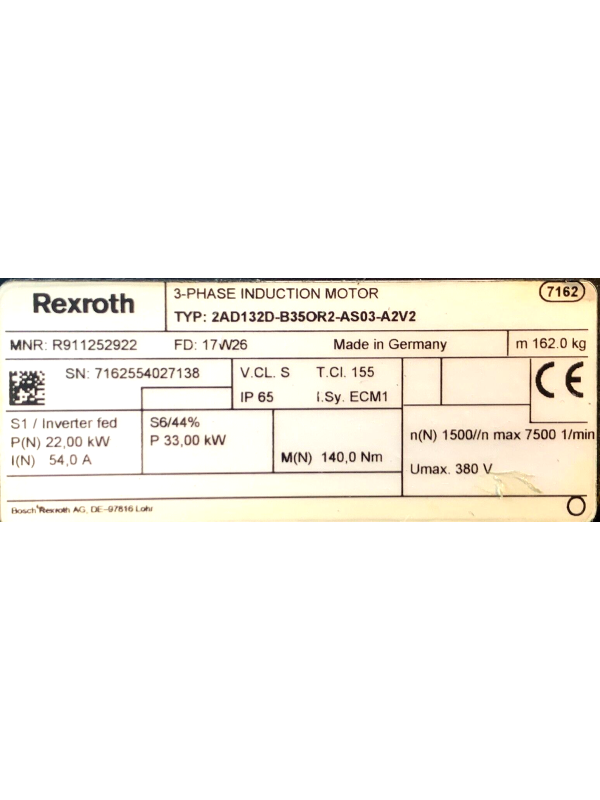 Rexroth
3-PHASE INDUCTION MOTOR
7162
TYP: 2AD132D-B35OR2-AS03-A2V2
MNR: R911252922 FD: 17W26 Made in Germany m 162.0 kg
SN: 7162554027138
V.CL. S T.Cl. 155
IP 65 I.Sy. ECM1
CE
S1 / Inverter fed
P(N) 22,00 kW
I(N) 54,0 A
S6/44%
P 33,00 kW
M(N) 140,0 Nm
n(N) 1500//n max 7500 1/min
Umax. 380 V
Bosch Rexroth AG, DE-97816 Lohr